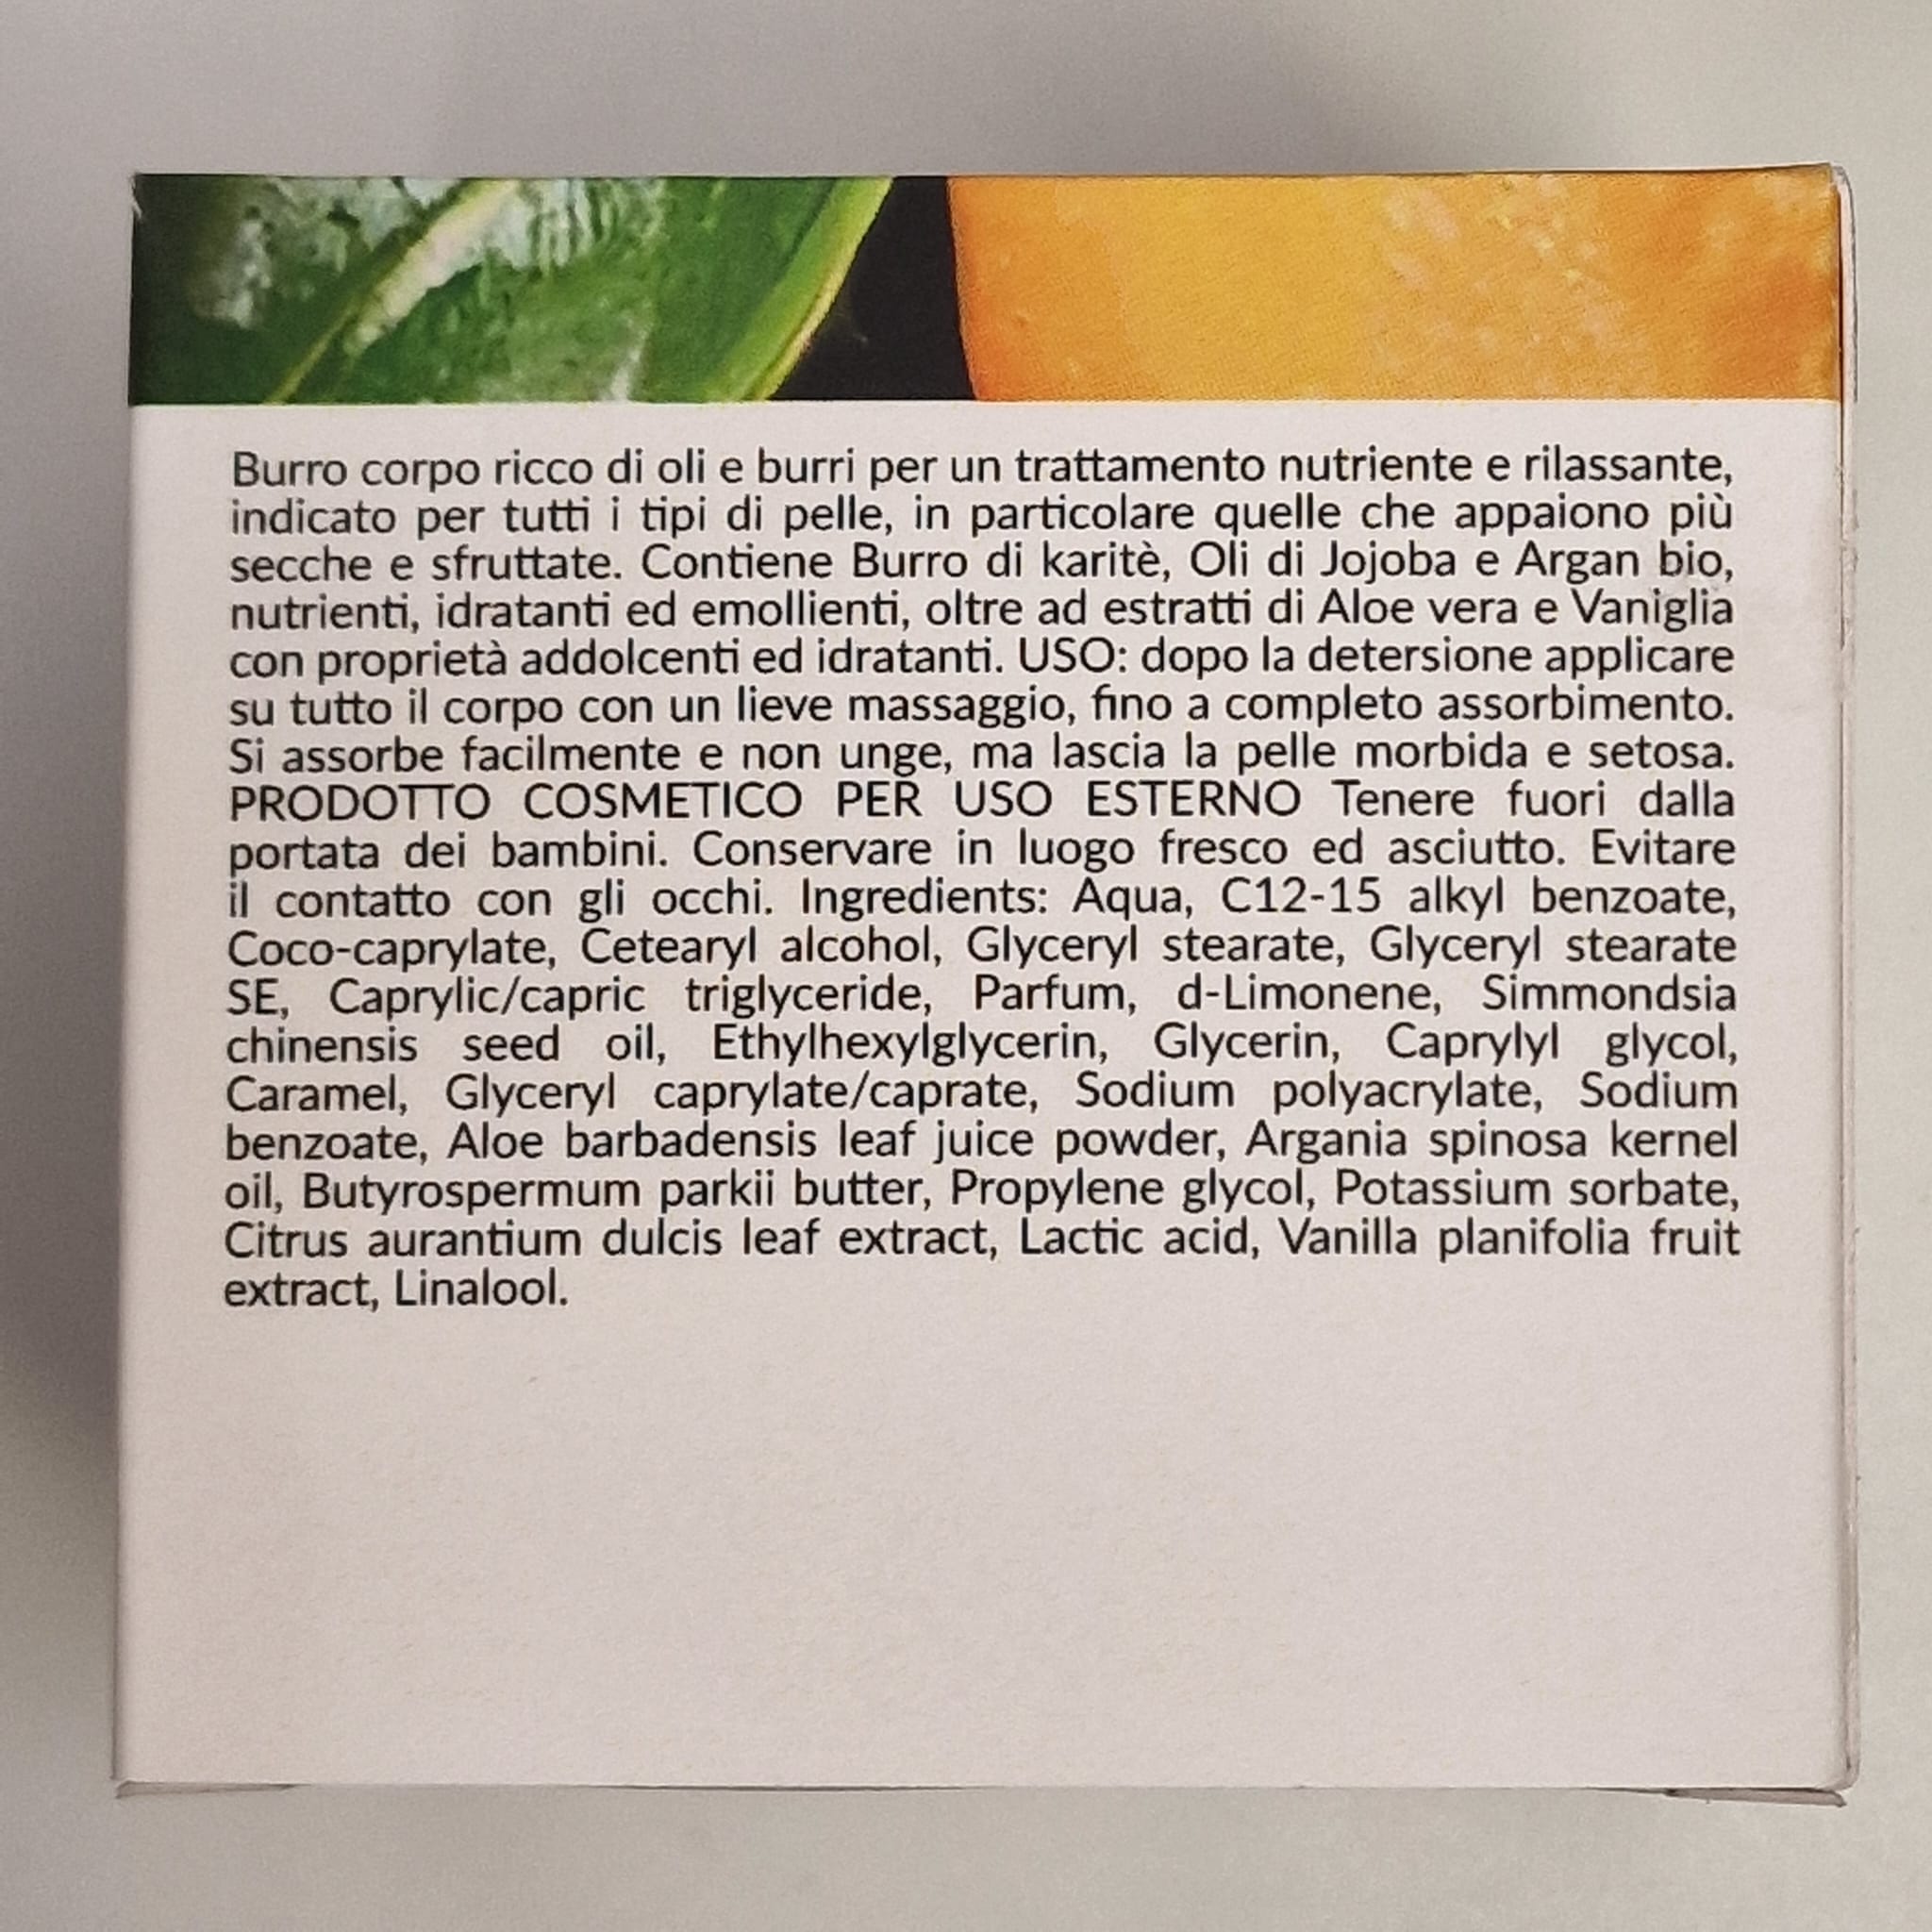 Burro corpo ricco di oli e burri per un trattamento nutriente e rilassante,
indicato per tutti i tipi di pelle, in particolare quelle che appaiono più
secche e sfruttate. Contiene Burro di karitè, Oli di Jojoba e Argan bio,
nutrienti, idratanti ed emollienti, oltre ad estratti di Aloe vera e Vaniglia
con proprietà addolcenti ed idratanti. USO: dopo la detersione applicare
su tutto il corpo con un lieve massaggio, fino a completo assorbimento.
Si assorbe facilmente e non unge, ma lascia la pelle morbida e setosa.
PRODOTTO COSMETICO PER USO ESTERNO Tenere fuori dalla
portata dei bambini. Conservare in luogo fresco ed asciutto. Evitare
il contatto con gli occhi. Ingredients: Aqua, C12-15 alkyl benzoate,
Coco-caprylate, Cetearyl alcohol, Glyceryl stearate, Glyceryl stearate
SE, Caprylic/capric triglyceride, Parfum, d-Limonene, Simmondsia
chinensis seed oil, Ethylhexylglycerin, Glycerin, Caprylyl glycol,
Caramel, Glyceryl caprylate/caprate, Sodium polyacrylate, Sodium
benzoate, Aloe barbadensis leaf juice powder, Argania spinosa kernel
oil, Butyrospermum parkii butter, Propylene glycol, Potassium sorbate,
Citrus aurantium dulcis leaf extract, Lactic acid, Vanilla planifolia fruit
extract, Linalool.